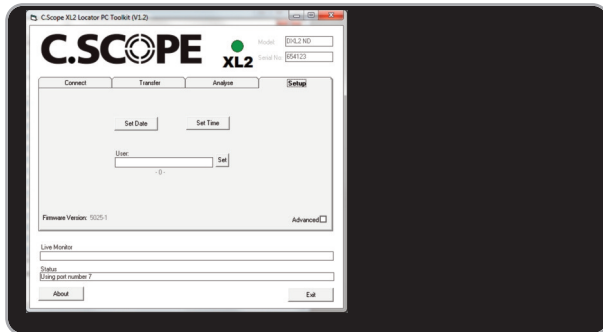 C.Scope XL2 Locator PC Toolkit (V1.2)
C.SCOPE
XL2
Model: DXL2 ND
Serial No. 654123
Connect Transfer Analyse Setup
Set Date Set Time
User:
Set
- 0 -
Firmware Version: 5025-1
Advanced
Live Monitor
Status
Using port number 7
About Exit